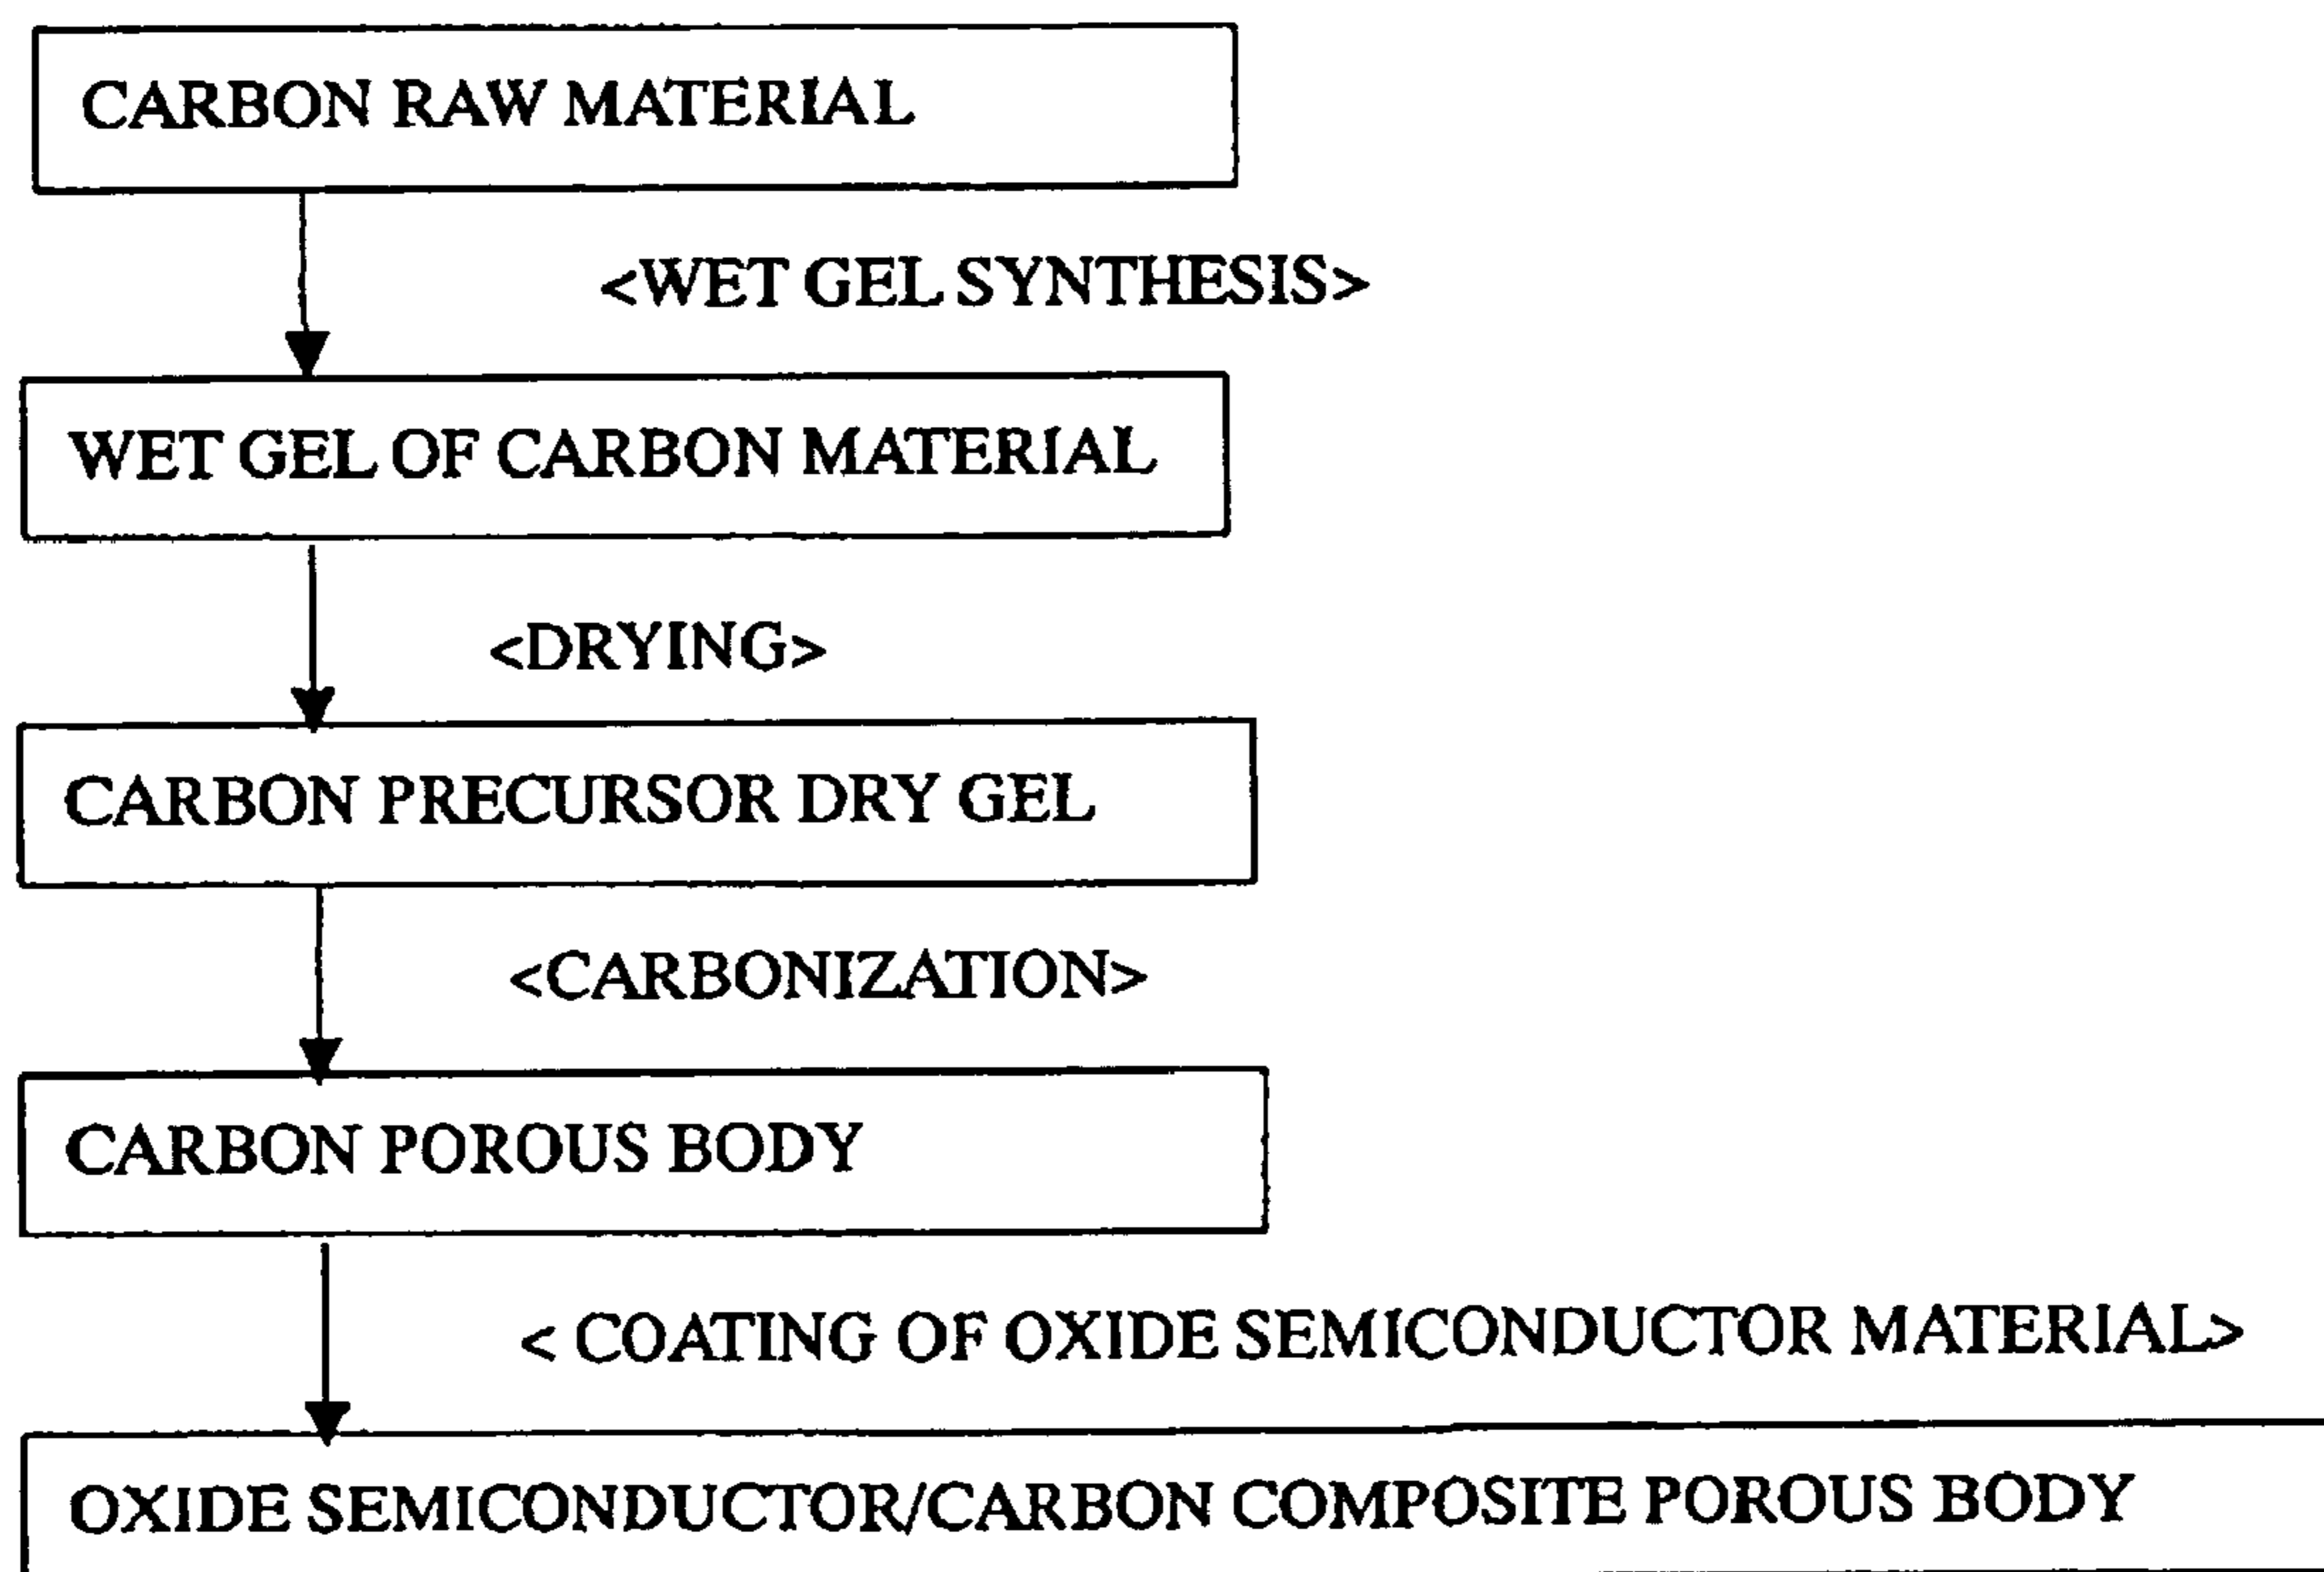 CARBON RAW MATERIAL
<WET GEL SYNTHESIS>
WET GEL OF CARBON MATERIAL
<DRYING>
CARBON PRECURSOR DRY GEL
<CARBONIZATION>
CARBON POROUS BODY
< COATING OF OXIDE SEMICONDUCTOR MATERIAL>
OXIDE SEMICONDUCTOR/CARBON COMPOSITE POROUS BODY